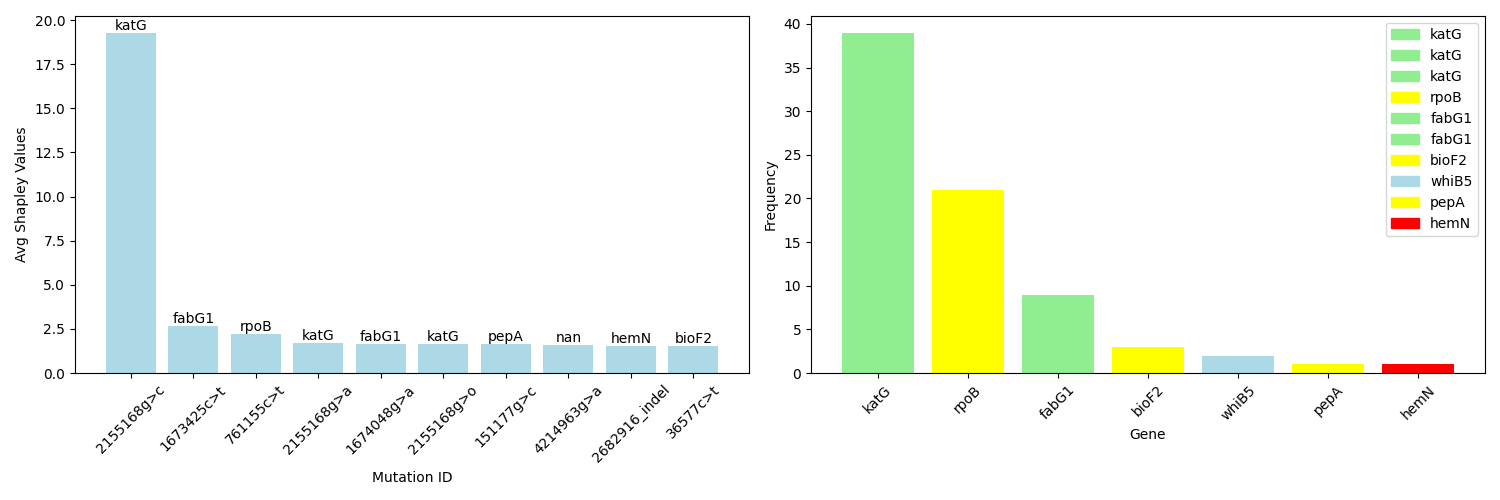 Avg Shapley Values
20.0
17.5
15.0
12.5
10.0
7.5
5.0
2.5
0.0
katG
fabG1
rpoB
katG
fabG1
katG
pepA
nan
hemN
bioF2
2155168g>c
1673425c>t
761155c>t
2155168g>a
1674048g>a
2155168g>o
151177g>c
4214963g>a
2682916_indel
36577c>t
Mutation ID
Frequency
40
35
30
25
20
15
10
5
0
katG
rpoB
fabG1
bioF2
whiB5
pepA
hemN
Gene
katG
katG
katG
rpoB
fabG1
fabG1
bioF2
whiB5
pepA
hemN